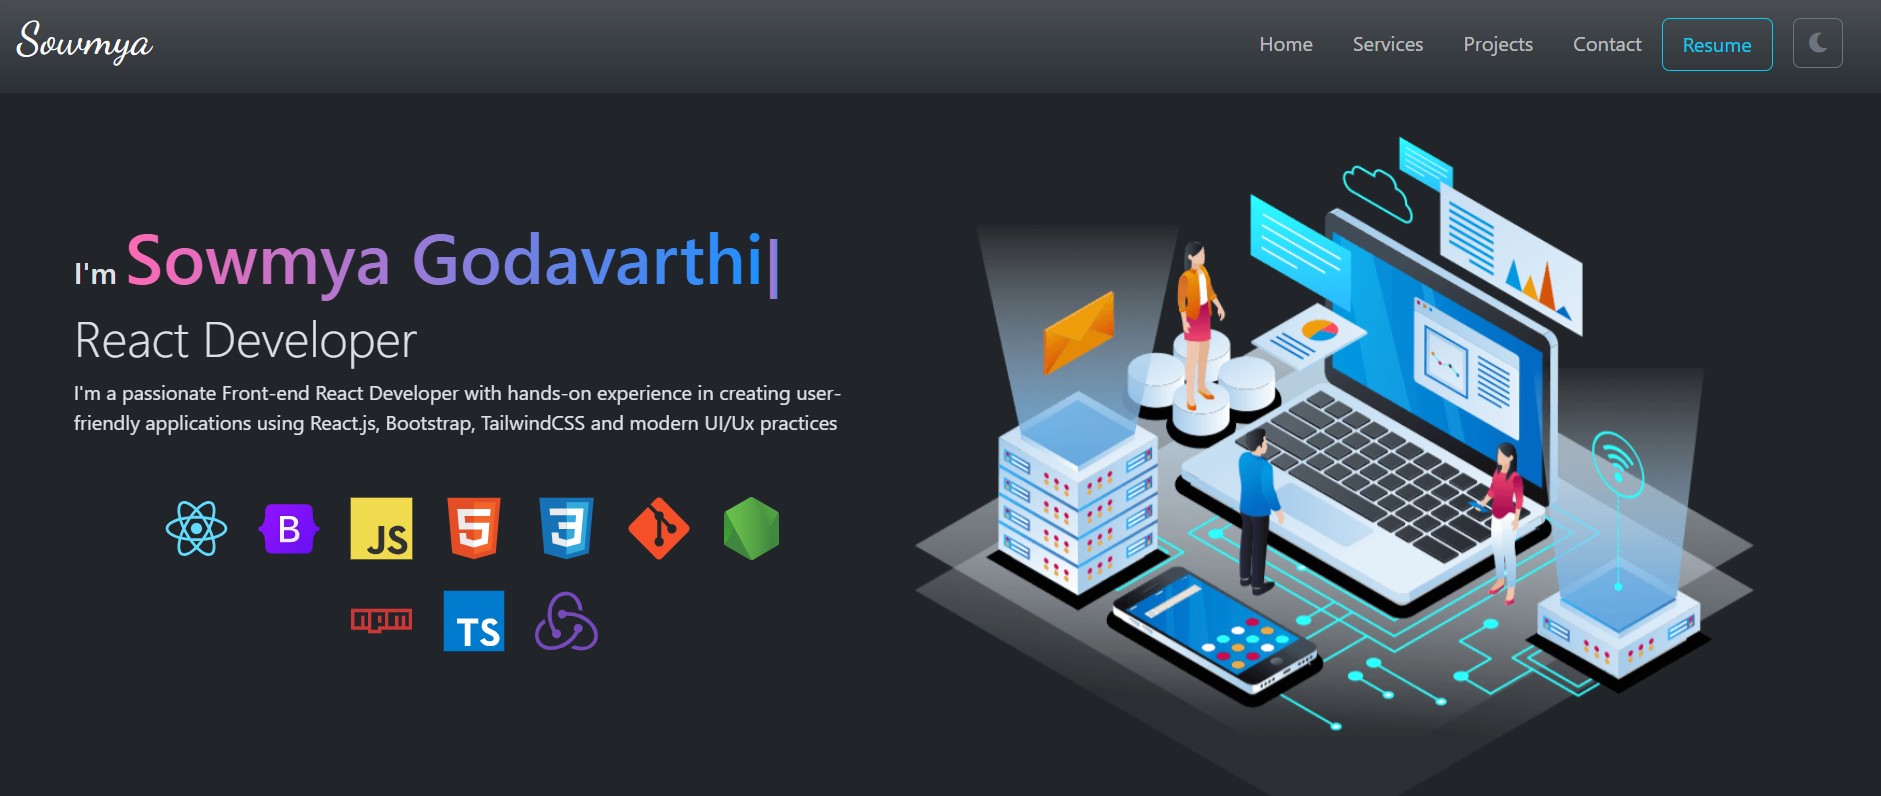 Sowmya
Home Services Projects Contact Resume
I'm Sowmya Godavarthi|
React Developer
I'm a passionate Front-end React Developer with hands-on experience in creating user-
friendly applications using React.js, Bootstrap, TailwindCSS and modern UI/Ux practices
B JS 5 3
npm TS